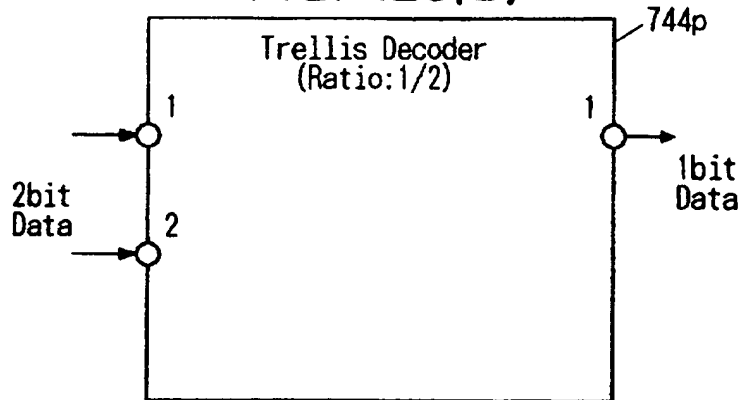 744p
Trellis Decoder
(Ratio:1/2)
1
1
2bit
Data
2
1bit
Data